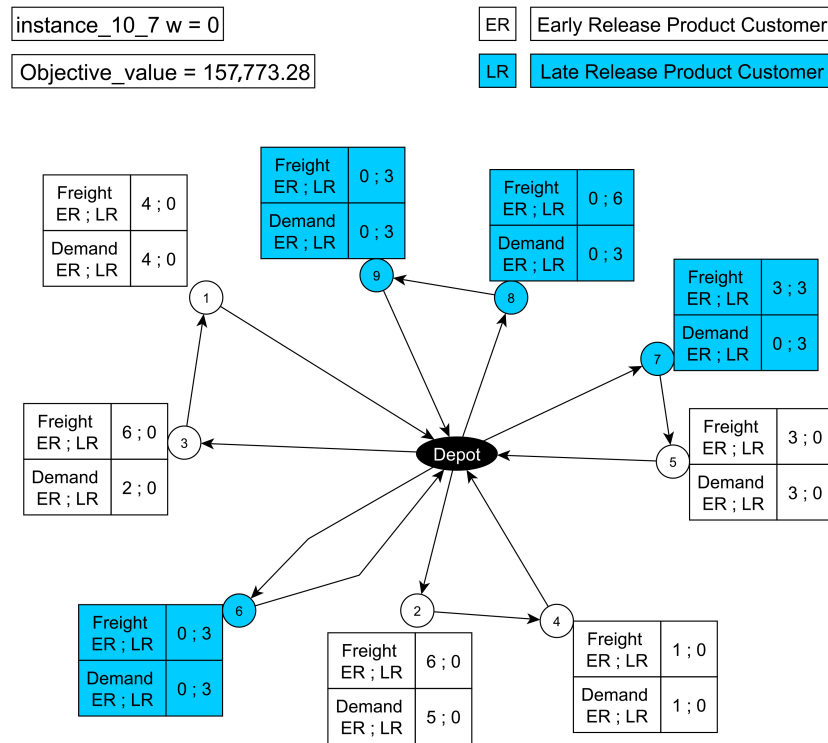 instance_10_7 w = 0
ER
Early Release Product Customer
Objective_value = 157,773.28
LR
Late Release Product Customer
Freight
ER ; LR
0 ; 3
Demand
ER ; LR
0 ; 3
9
Freight
ER ; LR
0 ; 6
Demand
ER ; LR
0 ; 3
8
Freight
ER ; LR
4 ; 0
Demand
ER ; LR
4 ; 0
1
Freight
ER ; LR
3 ; 3
Demand
ER ; LR
0 ; 3
7
Freight
ER ; LR
6 ; 0
Demand
ER ; LR
2 ; 0
3
Depot
5
Freight
ER ; LR
3 ; 0
Demand
ER ; LR
3 ; 0
Freight
ER ; LR
0 ; 3
Demand
ER ; LR
0 ; 3
6
2
Freight
ER ; LR
6 ; 0
Demand
ER ; LR
5 ; 0
4
Freight
ER ; LR
1 ; 0
Demand
ER ; LR
1 ; 0